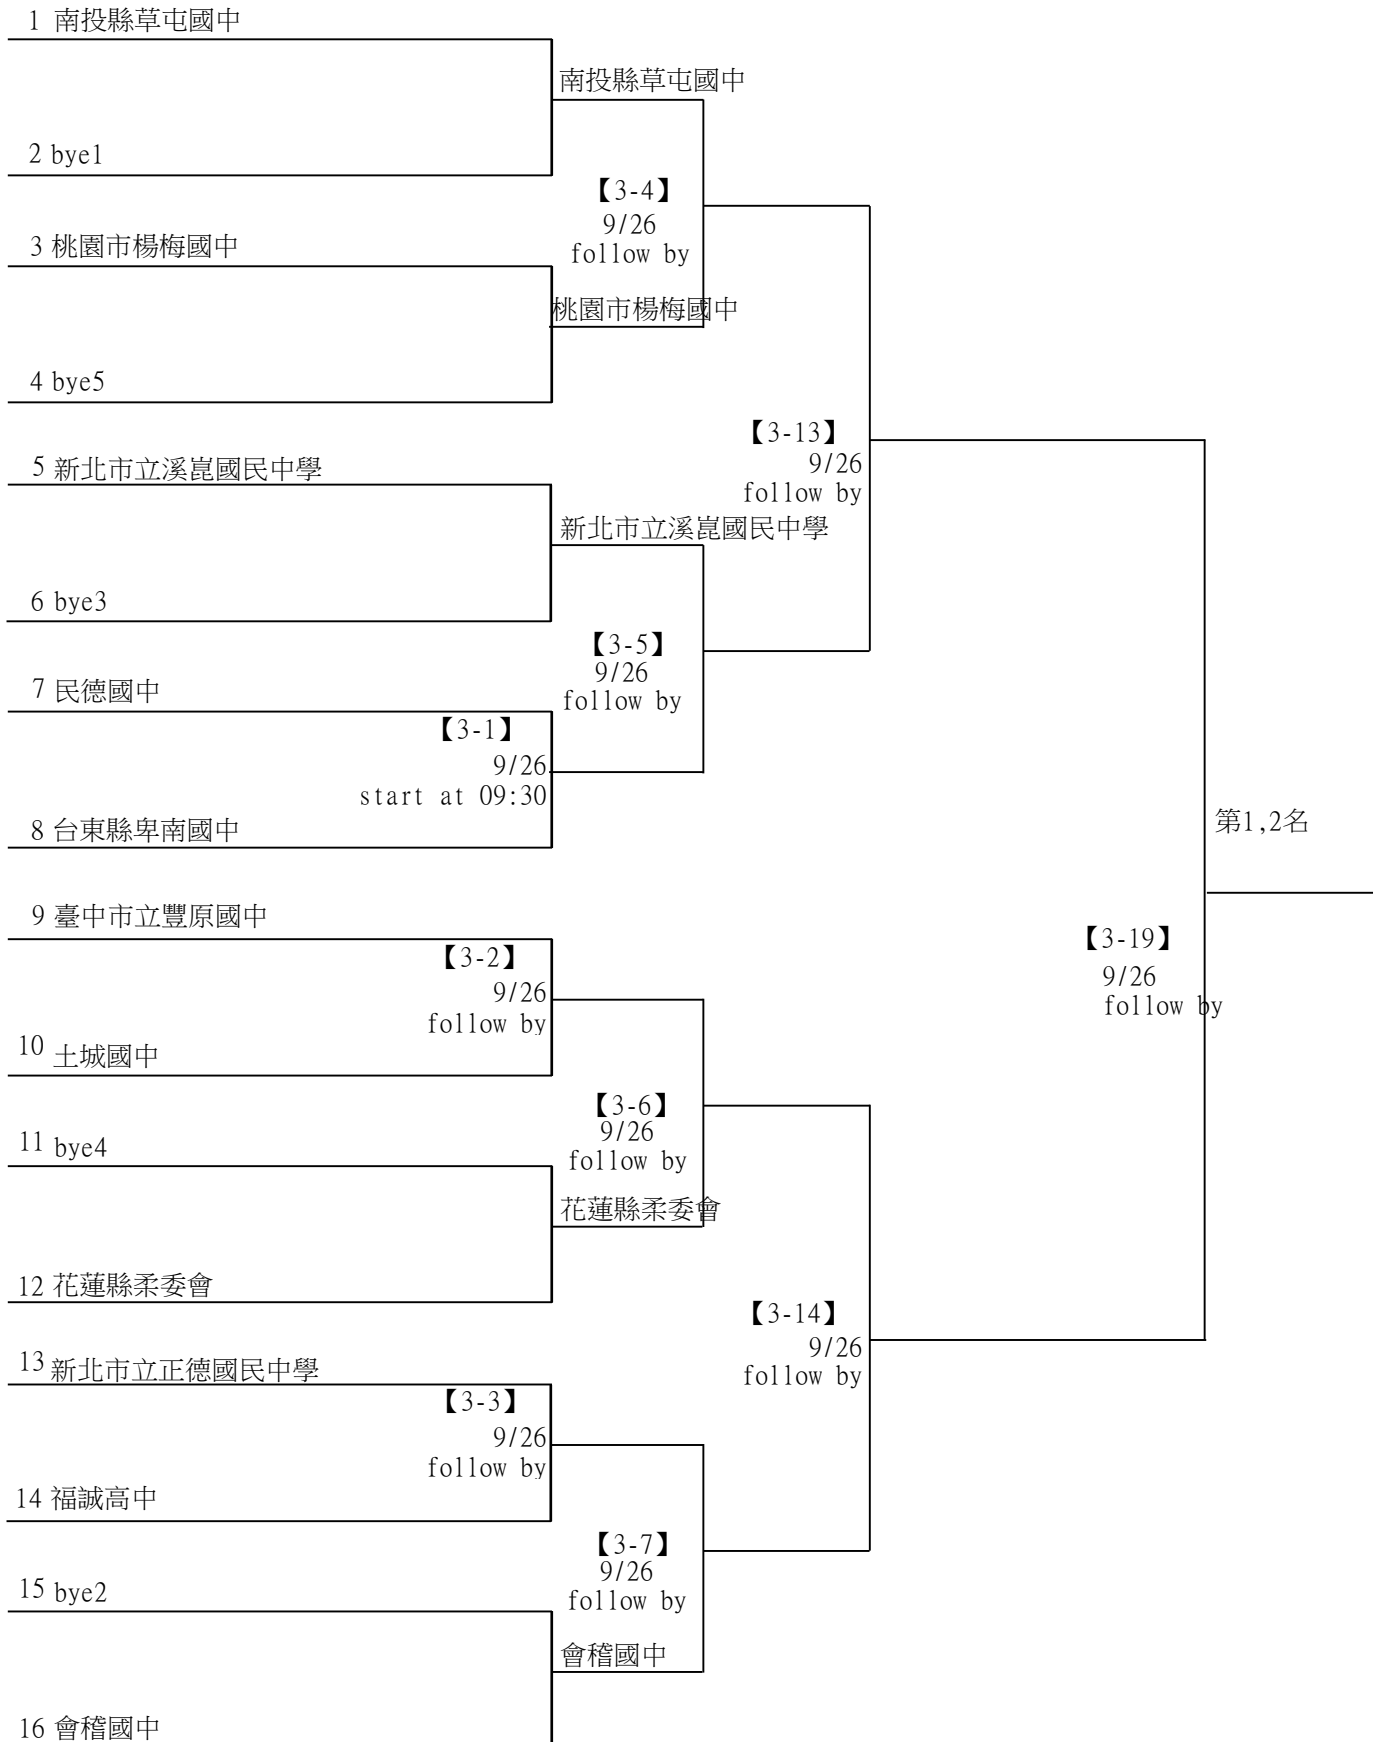 1 南投縣草屯國中
南投縣草屯國中
2 bye1
【3-4】
9/26
follow by
3 桃園市楊梅國中
桃園市楊梅國中
4 bye5
【3-13】
9/26
follow by
5 新北市立溪崑國民中學
新北市立溪崑國民中學
6 bye3
【3-5】
9/26
follow by
7 民德國中
【3-1】
9/26
start at 09:30
8 台東縣卑南國中
第1,2名
9 臺中市立豐原國中
【3-2】
9/26
follow by
【3-19】
9/26
follow by
10 土城國中
【3-6】
9/26
follow by
11 bye4
花蓮縣柔委會
12 花蓮縣柔委會
【3-14】
9/26
follow by
13 新北市立正德國民中學
【3-3】
9/26
follow by
14 福誠高中
【3-7】
9/26
follow by
15 bye2
會稽國中
16 會稽國中